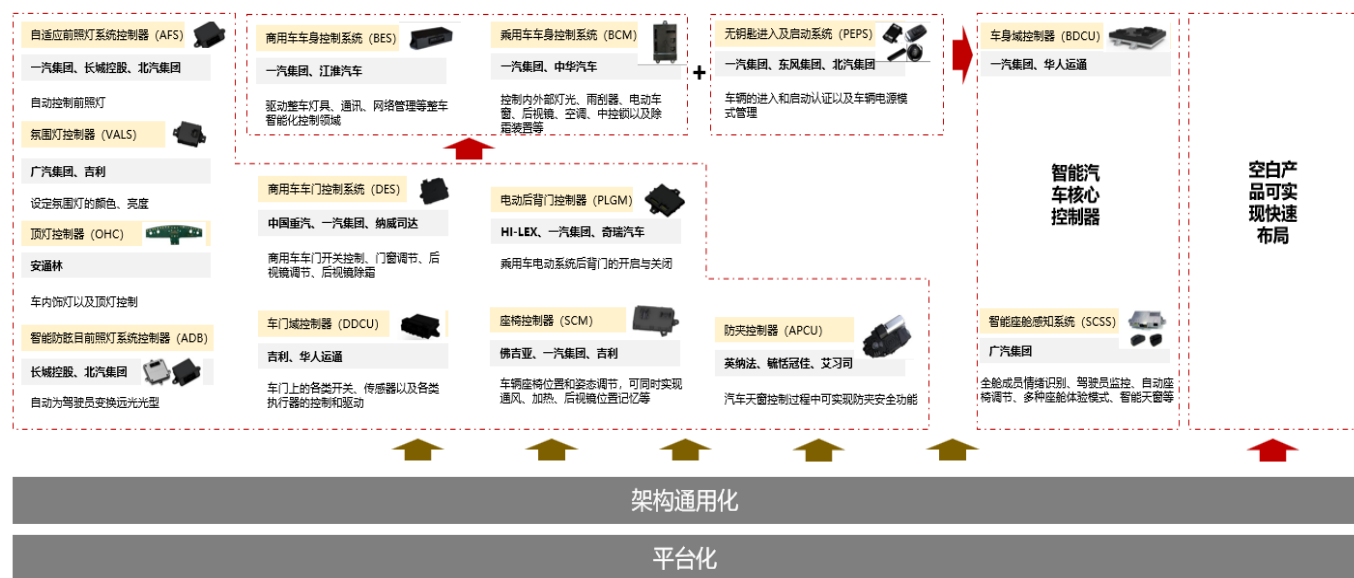 自适应前照灯系统控制器（AFS）
一汽集团、长城控股、北汽集团
自动控制前照灯
氛围灯控制器（VALS）
广汽集团、吉利
设定氛围灯的颜色、亮度
顶灯控制器（OHC）
安通林
车内饰灯以及顶灯控制
智能防眩目前照灯系统控制器（ADB）
长城控股、北汽集团
自动为驾驶员变换远光光型
商用车车身控制系统（BES）
一汽集团、江淮汽车
驱动整车灯具、通讯、网络管理等整车
智能化控制领域
乘用车车身控制系统（BCM）
一汽集团、中华汽车
控制内外部灯光、雨刮器、电动车
窗、后视镜、空调、中控锁以及除
霜装置等
+
无钥匙进入及启动系统（PEPS）
一汽集团、东风集团、北汽集团
车辆的进入和启动认证以及车辆电源模
式管理
商用车车门控制系统（DES）
中国重汽、一汽集团、纳威司达
商用车车门开关控制、门窗调节、后
视镜调节、后视镜除霜
电动后背门控制器（PLGM）
HI-LEX、一汽集团、奇瑞汽车
乘用车电动系统后背门的开启与关闭
车门域控制器（DDCU）
吉利、华人运通
车门上的各类开关、传感器以及各类
执行器的控制和驱动
座椅控制器（SCM）
佛吉亚、一汽集团、吉利
车辆座椅位置和姿态调节，可同时实现
通风、加热、后视镜位置记忆等
防夹控制器（APCU）
英纳法、毓恬冠佳、艾习司
汽车天窗控制过程中可实现防夹安全功能
车身域控制器（BDCU）
一汽集团、华人运通
智能汽
车核心
控制器
智能座舱感知系统（SCSS）
广汽集团
全舱成员情绪识别、驾驶员监控、自动座
椅调节、多种座舱体验模式、智能天窗等
空白产
品可实
现快速
布局
架构通用化
平台化